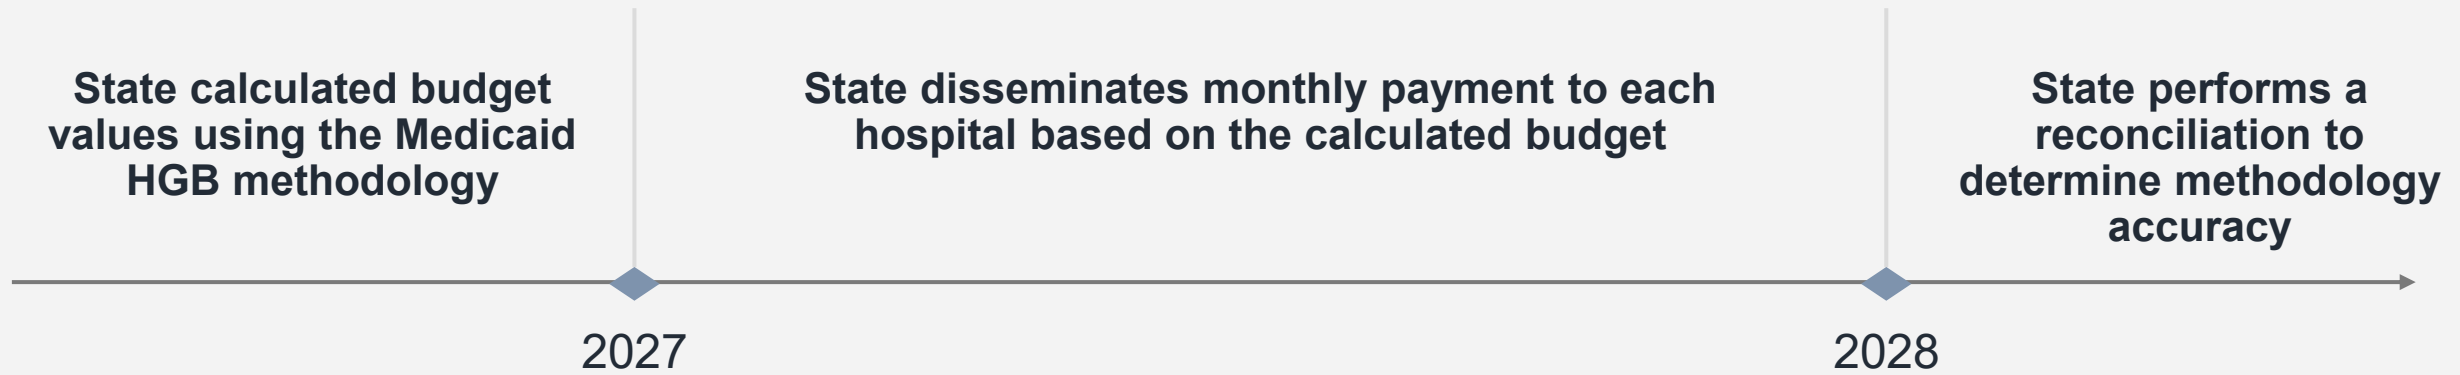 State calculated budget
values using the Medicaid
HGB methodology
State disseminates monthly payment to each
hospital based on the calculated budget
State performs a
reconciliation to
determine methodology
accuracy
2027
2028